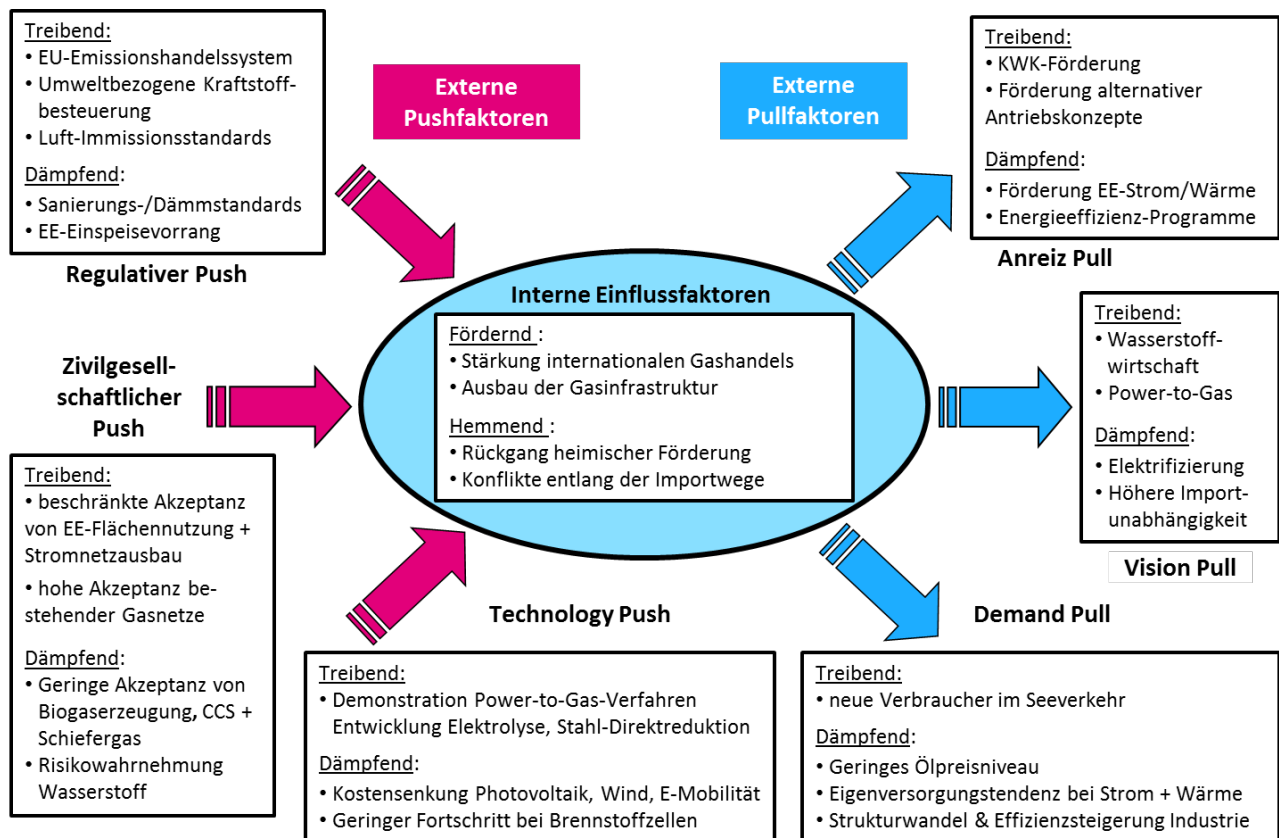 Treibend:
• EU-Emissionshandelssystem
• Umweltbezogene Kraftstoff-
besteuerung
• Luft-Immissionsstandards
Dämpfend:
• Sanierungs-/Dämmstandards
• EE-Einspeisevorrang
Regulativer Push
Externe
Pushfaktoren
Externe
Pullfaktoren
Treibend:
• KWK-Förderung
• Förderung alternativer
Antriebskonzepte
Dämpfend:
• Förderung EE-Strom/Wärme
• Energieeffizienz-Programme
Anreiz Pull
Interne Einflussfaktoren
Fördernd :
• Stärkung internationalen Gashandels
• Ausbau der Gasinfrastruktur
Hemmend :
• Rückgang heimischer Förderung
• Konflikte entlang der Importwege
Zivilgesell-
schaftlicher
Push
Treibend:
• beschränkte Akzeptanz
von EE-Flächennutzung +
Stromnetzausbau
• hohe Akzeptanz be-
stehender Gasnetze
Dämpfend:
• Geringe Akzeptanz von
Biogaserzeugung, CCS +
Schiefergas
• Risikowahrnehmung
Wasserstoff
Treibend:
• Wasserstoff-
wirtschaft
• Power-to-Gas
Dämpfend:
• Elektrifizierung
• Höhere Import-
unabhängigkeit
Vision Pull
Technology Push
Treibend:
• Demonstration Power-to-Gas-Verfahren
Entwicklung Elektrolyse, Stahl-Direktreduktion
Dämpfend:
• Kostensenkung Photovoltaik, Wind, E-Mobilität
• Geringer Fortschritt bei Brennstoffzellen
Demand Pull
Treibend:
• neue Verbraucher im Seeverkehr
Dämpfend:
• Geringes Ölpreisniveau
• Eigenversorgungstendenz bei Strom + Wärme
• Strukturwandel & Effizienzsteigerung Industrie